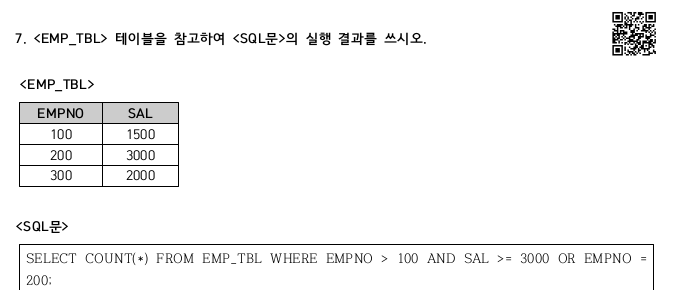 7. <EMP_TBL> 테이블을 참고하여 <SQL문>의 실행 결과를 쓰시오.
<EMP_TBL>
EMPNO SAL
100 1500
200 3000
300 2000
<SQL문>
SELECT COUNT(*) FROM EMP_TBL WHERE EMPNO > 100 AND SAL >= 3000 OR EMPNO =
200;